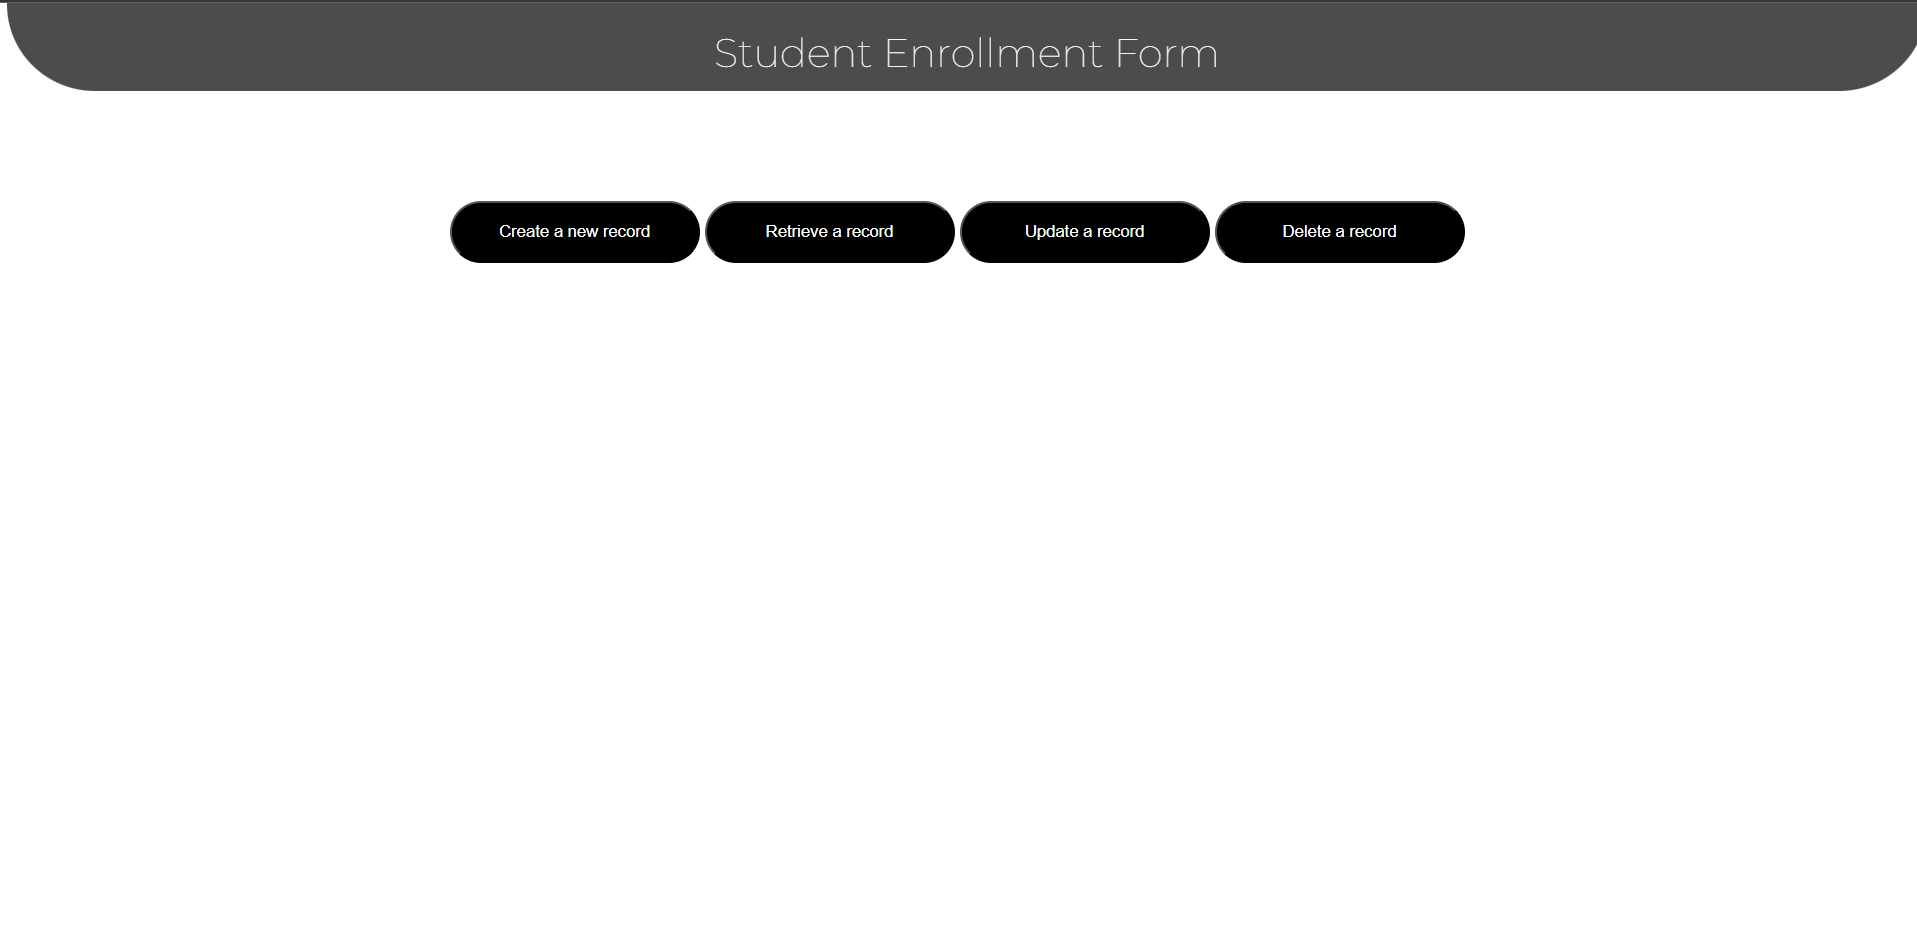 Student Enrollment Form
Create a new record Retrieve a record Update a record Delete a record